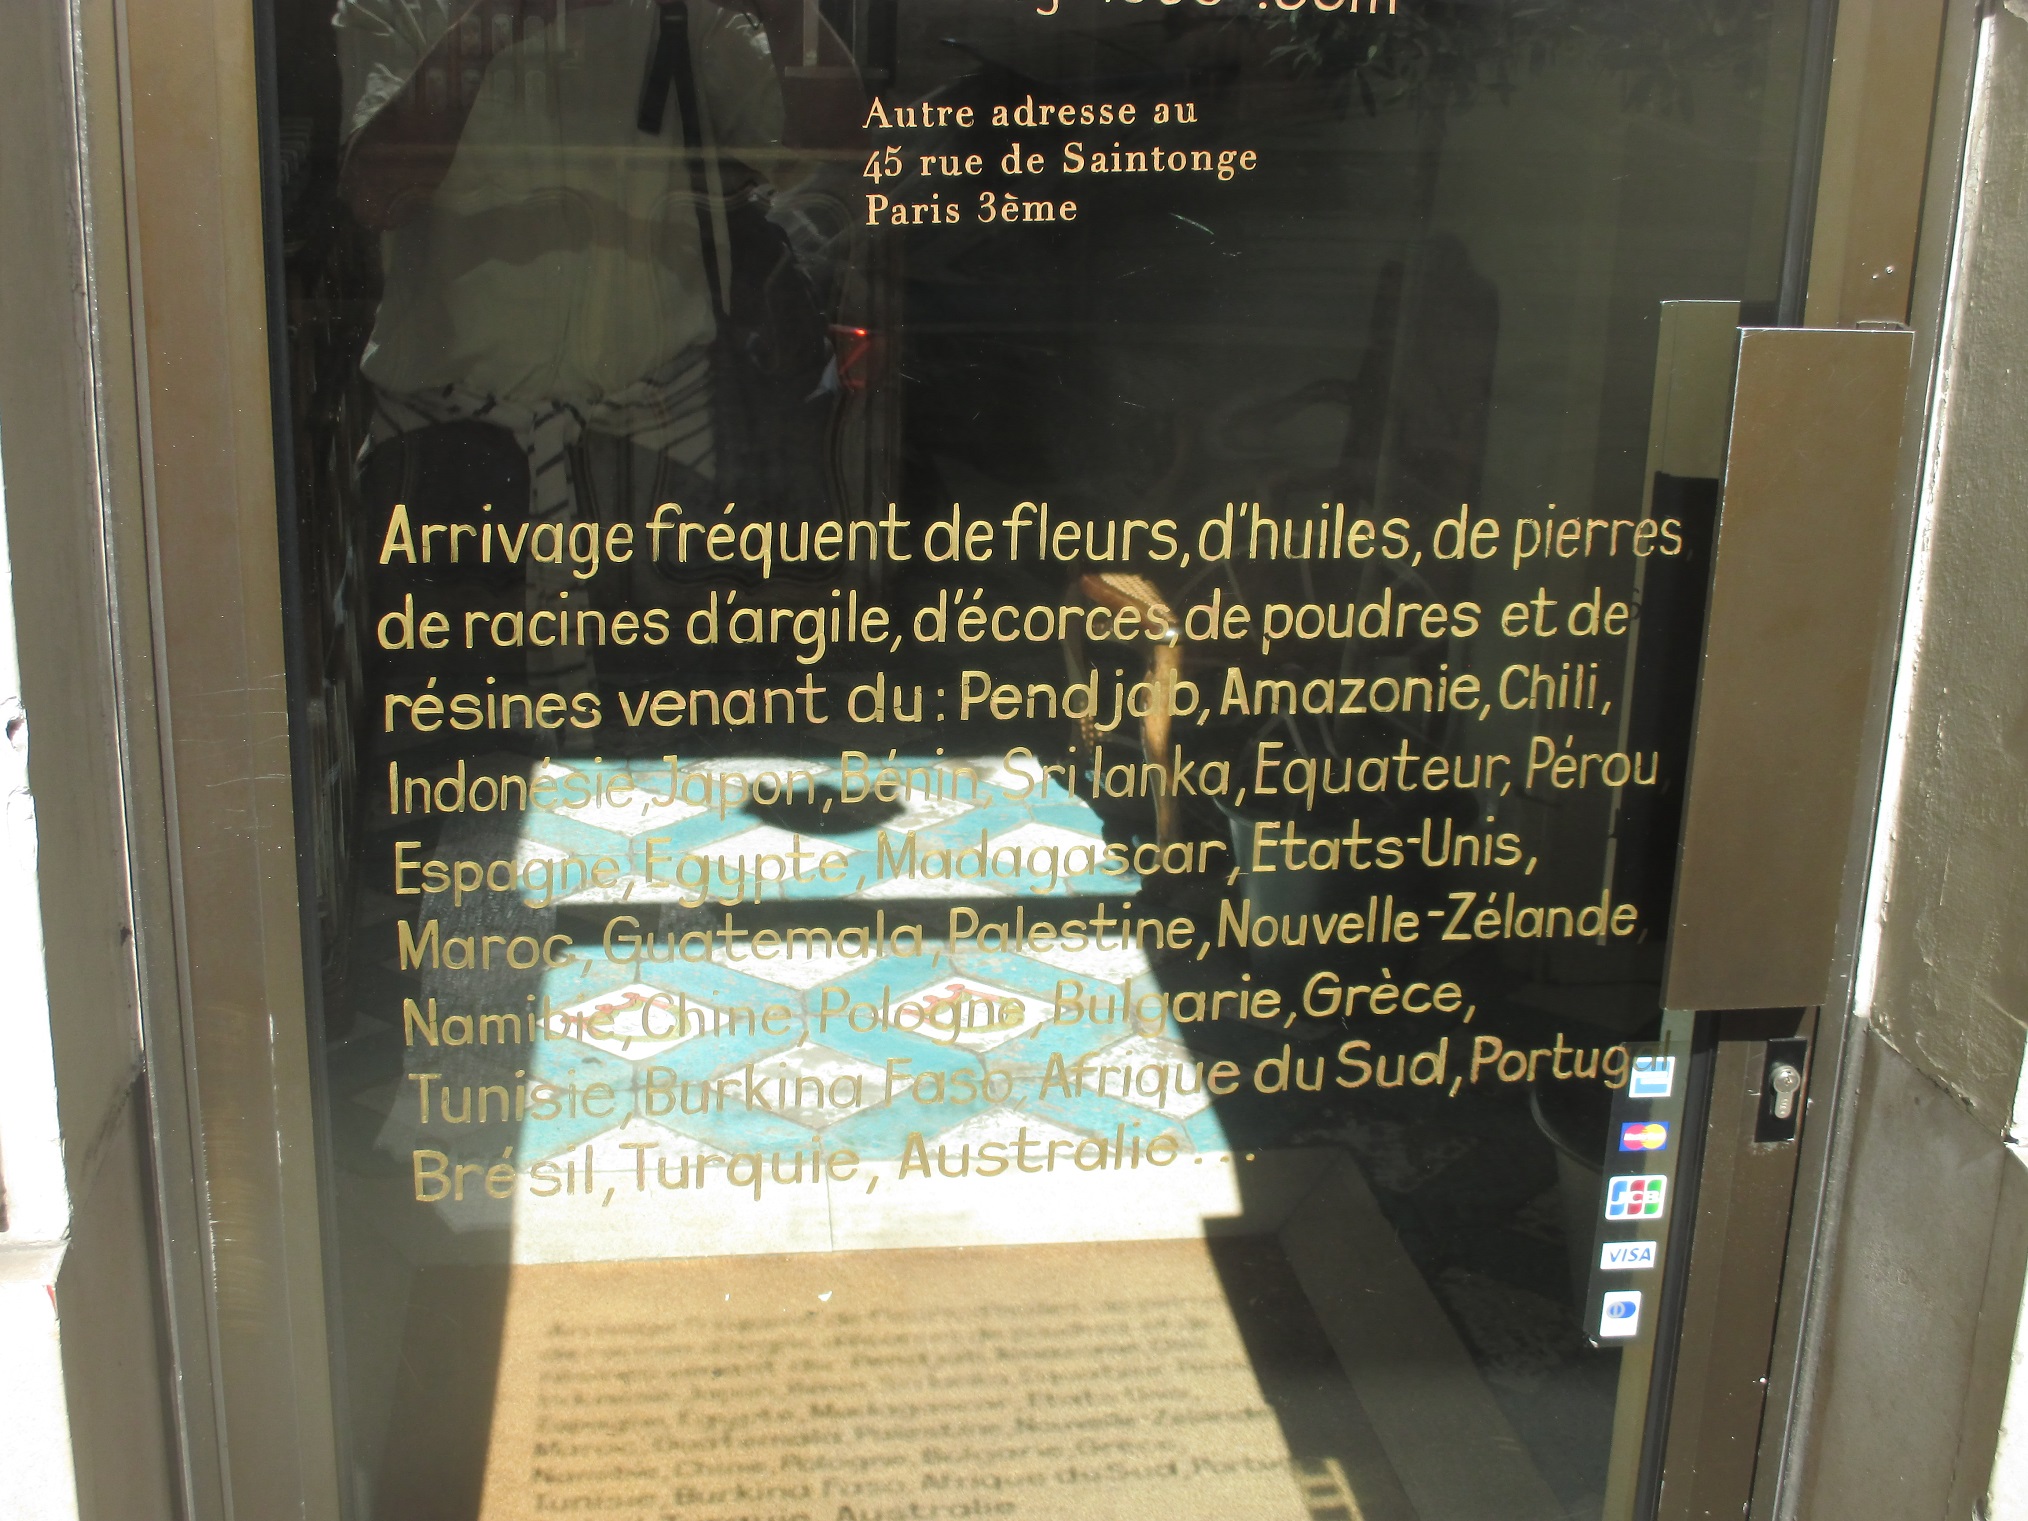 .com
Autre adresse au
45 rue de Saintonge
Paris 3ème
Arrivage fréquent de fleurs, d'huiles, de pierres,
de racines d'argile, d'écorces, de poudres et de
résines venant du : Pendjab, Amazonie, Chili,
Indonésie, Japon, Bénin, Sri lanka, Equateur, Pérou,
Espagne, Egypte, Madagascar, Etats-Unis,
Maroc, Guatemala, Palestine, Nouvelle-Zélande,
Namibie, Chine, Pologne, Bulgarie, Grèce,
Tunisie, Burkina Faso, Afrique du Sud, Portugal
Brésil, Turquie, Australie...
MasterCard
JCB
VISA